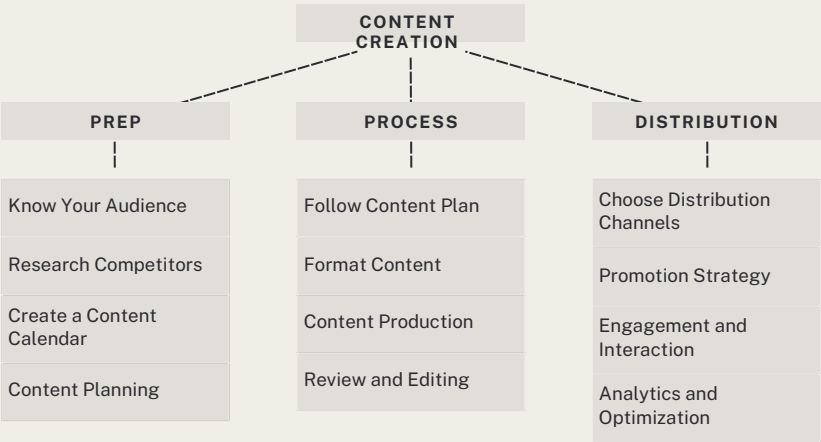 CONTENT
CREATION
PREP
Know Your Audience
Research Competitors
Create a Content
Calendar
Content Planning
PROCESS
Follow Content Plan
Format Content
Content Production
Review and Editing
DISTRIBUTION
Choose Distribution
Channels
Promotion Strategy
Engagement and
Interaction
Analytics and
Optimization